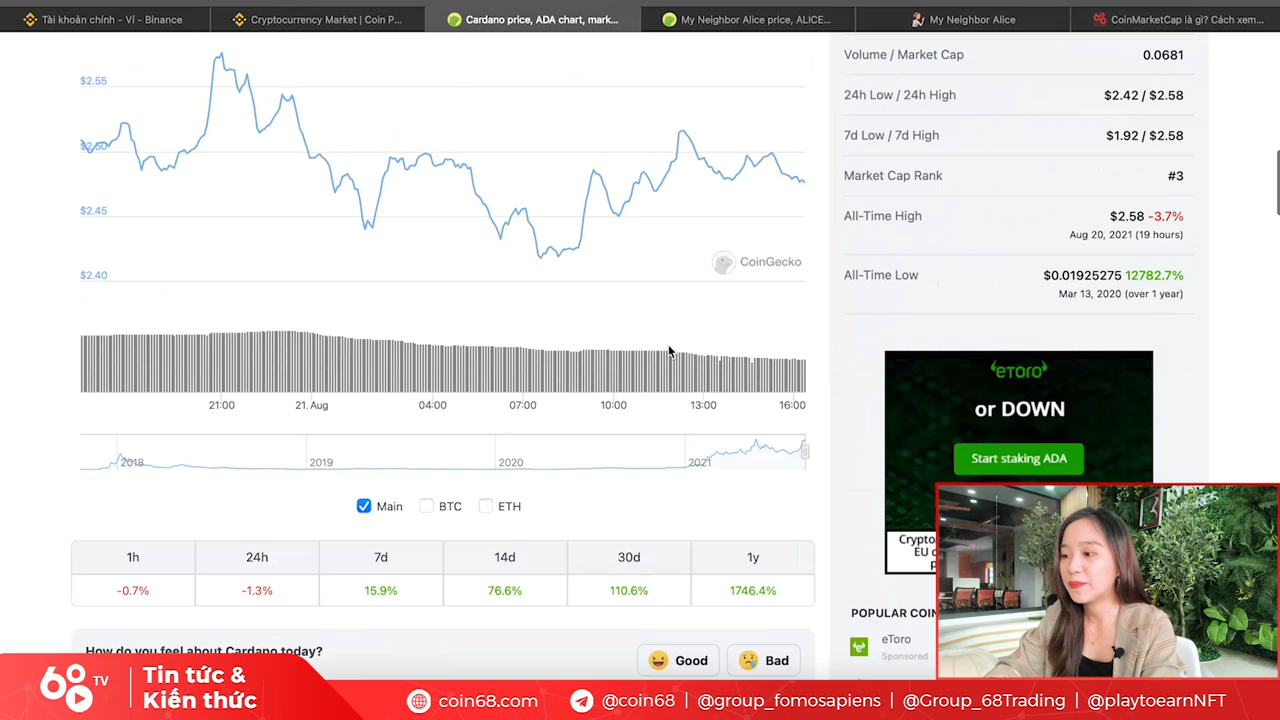 Tài khoản chính - Ví - Binance
Cryptocurrency Market | Coin P...
Cardano price, ADA chart, mark...
My Neighbor Alice price, ALICE...
My Neighbor Alice
CoinMarketCap là gì? Cách xem...
$2.55
$2.50
$2.45
$2.40
CoinGecko
21:00
21. Aug
04:00
07:00
10:00
13:00
16:00
2018
2019
2020
2021
Main
BTC
ETH
1h 24h 7d 14d 30d 1y
-0.7% -1.3% 15.9% 76.6% 110.6% 1746.4%
How do you feel about Cardano today?
Good
Bad
Volume / Market Cap 0.0681
24h Low / 24h High $2.42 / $2.58
7d Low / 7d High $1.92 / $2.58
Market Cap Rank #3
All-Time High $2.58 -3.7%
Aug 20, 2021 (19 hours)
All-Time Low $0.01925275 12782.7%
Mar 13, 2020 (over 1 year)
eToro
or DOWN
Start staking ADA
EU
POPULAR
eToro
Sponsored
68 TV
Tin tức &
Kiến thức
coin68.com | @coin68 | @group_fomosapiens | @Group_68Trading | @playtoearnNFT